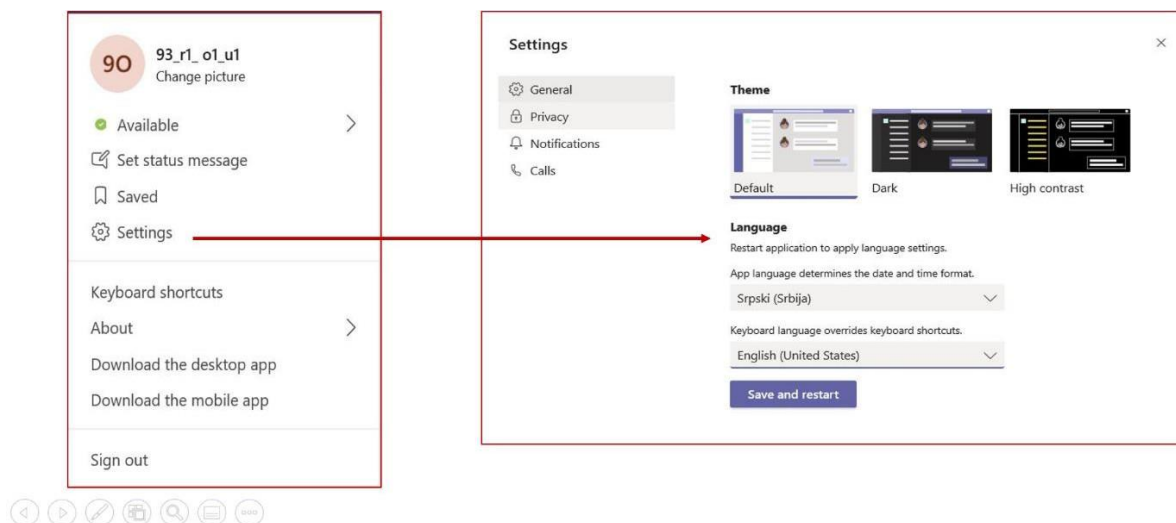 9O
93_r1_ o1_u1
Change picture
Available
Set status message
Saved
Settings
Keyboard shortcuts
About
Download the desktop app
Download the mobile app
Sign out
Settings
General
Privacy
Notifications
Calls
Theme
Default
Dark
High contrast
Language
Restart application to apply language settings.
App language determines the date and time format.
Srpski (Srbija)
Keyboard language overrides keyboard shortcuts.
English (United States)
Save and restart